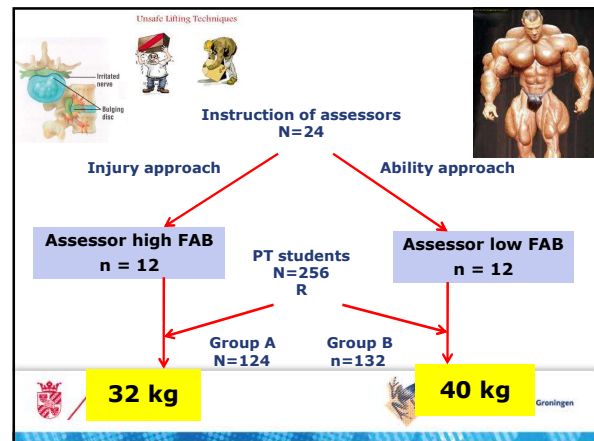 Unsafe Lifting Techniques
Irritated
nerve
Bulging
disc
Instruction of assessors
N=24
Injury approach
Ability approach
Assessor high FAB
n = 12
Assessor low FAB
n = 12
PT students
N=256
R
Group A
N=124
Group B
n=132
32 kg
40 kg
Groningen